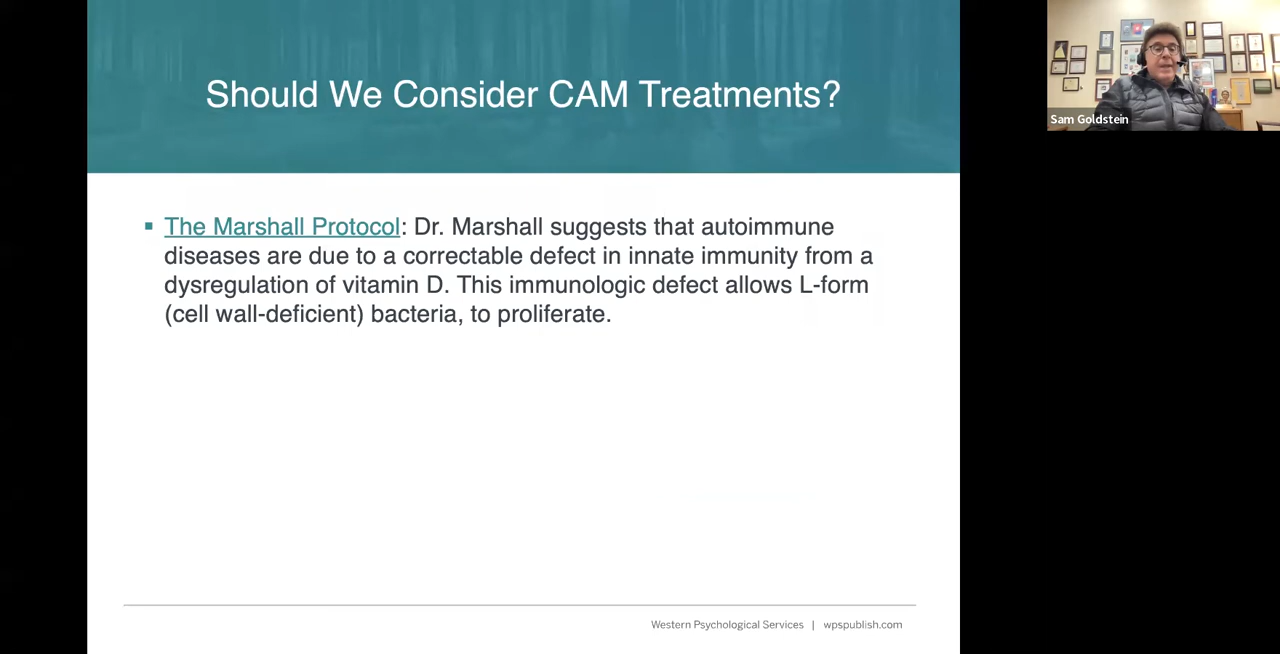 Should We Consider CAM Treatments?
Sam Goldstein
▪ The Marshall Protocol: Dr. Marshall suggests that autoimmune
diseases are due to a correctable defect in innate immunity from a
dysregulation of vitamin D. This immunologic defect allows L-form
(cell wall-deficient) bacteria, to proliferate.
Western Psychological Services | wpspublish.com